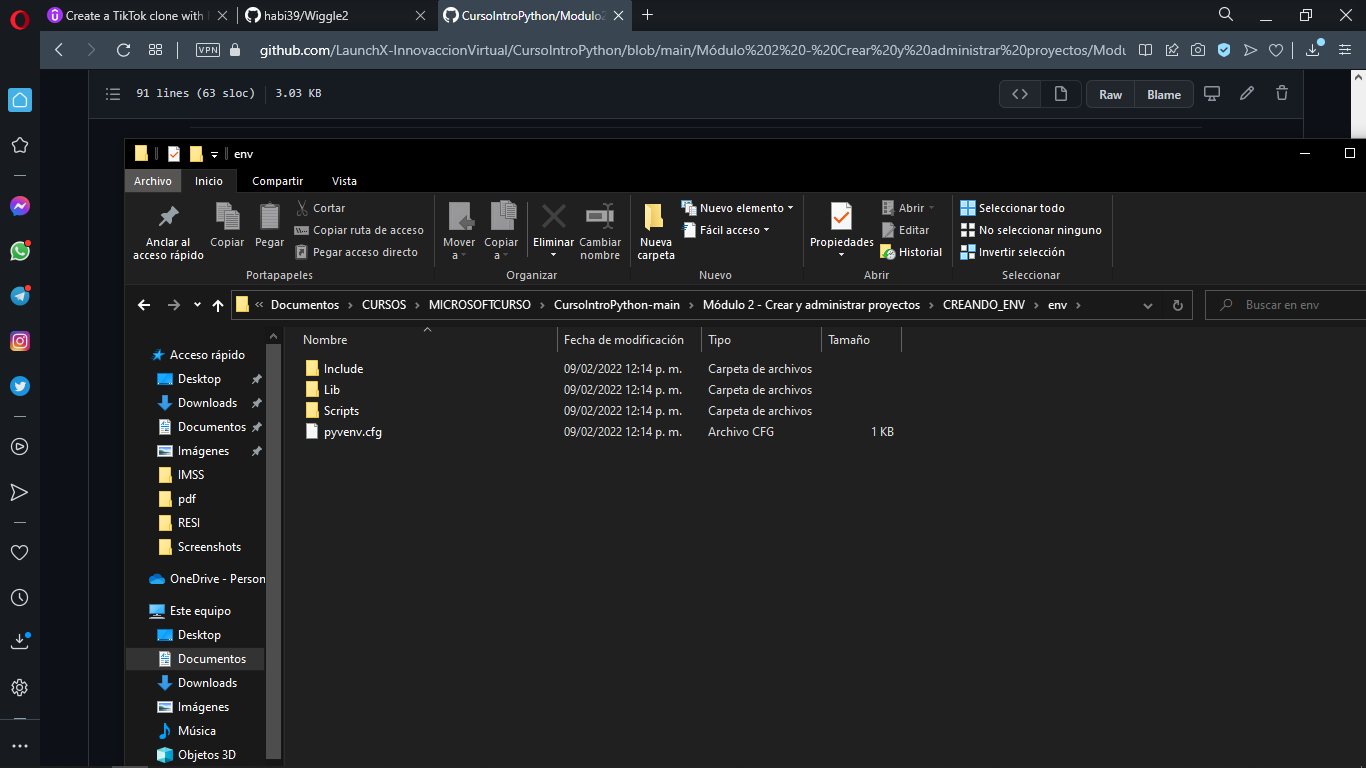 Create a TikTok clone with
habi39/Wiggle2
CursoIntroPython/Modulo2
VPN
github.com/LaunchX-InnovaccionVirtual/CursoIntroPython/blob/main/Módulo%202%20-%20Crear%20y%20administrar%20proyectos/Modu
91 lines (63 sloc)
3.03 KB
Raw
Blame
env
Archivo
Inicio
Compartir
Vista
Anclar al
acceso rápido
Copiar
Pegar
Cortar
Copiar ruta de acceso
Pegar acceso directo
Portapapeles
Mover
a
Copiar
a
Eliminar
Cambiar
nombre
Organizar
Nueva
carpeta
Nuevo elemento
Fácil acceso
Nuevo
Propiedades
Abrir
Editar
Historial
Abrir
Seleccionar todo
No seleccionar ninguno
Invertir selección
Seleccionar
« Documentos › CURSOS › MICROSOFTCURSO › CursoIntroPython-main › Módulo 2 - Crear y administrar proyectos › CREANDO_ENV › env ›
Buscar en env
Nombre
Fecha de modificación
Tipo
Tamaño
Include 09/02/2022 12:14 p. m. Carpeta de archivos
Lib 09/02/2022 12:14 p. m. Carpeta de archivos
Scripts 09/02/2022 12:14 p. m. Carpeta de archivos
pyvenv.cfg 09/02/2022 12:14 p. m. Archivo CFG 1 KB
Acceso rápido
Desktop
Downloads
Documentos
Imágenes
IMSS
pdf
RESI
Screenshots
OneDrive - Person
Este equipo
Desktop
Documentos
Downloads
Imágenes
Música
Objetos 3D